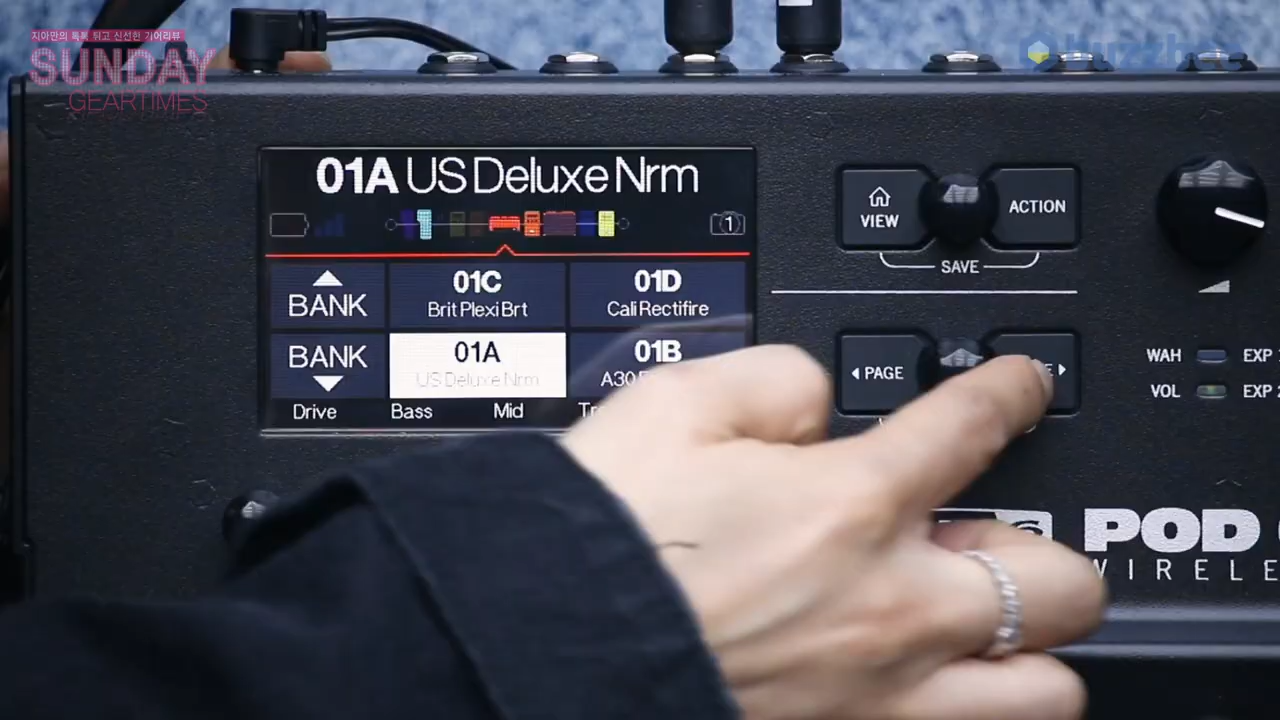 지아만의 톡톡 튀고 신선한 기어리뷰
SUNDAY
GEARTIMES
buzzbee
01A US Deluxe Nrm
1
BANK
01C
Brit Plexi Brt
01D
Cali Rectifire
BANK
01A
US Deluxe Nrm
01B
A30
Drive
Bass
Mid
VIEW
ACTION
SAVE
PAGE
WAH
EXP
VOL
EXP
POD
WIRELE